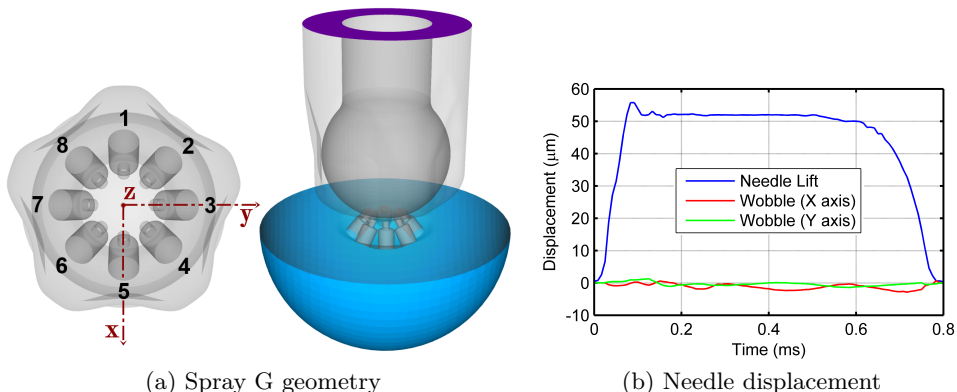 1
8
2
z
7
3
y
6
4
5
x
(a) Spray G geometry
60
50
40
30
20
10
0
-10
Displacement (μm)
Needle Lift
Wobble (X axis)
Wobble (Y axis)
0
0.2
0.4
0.6
0.8
Time (ms)
(b) Needle displacement